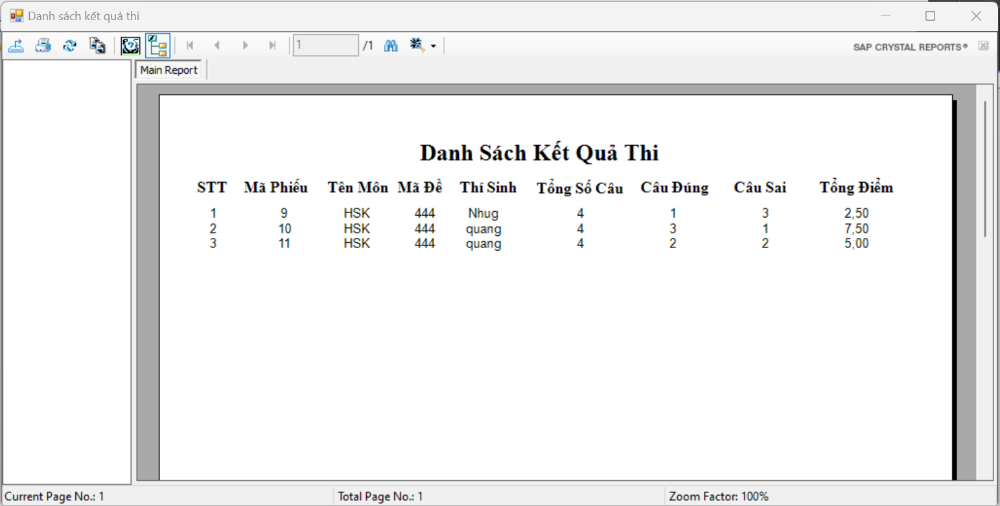 Danh sách kết quả thi
1 /1 SAP CRYSTAL REPORTS®
Main Report
Danh Sách Kết Quả Thi
STT Mã Phiếu Tên Môn Mã Đề Thí Sinh Tổng Số Câu Câu Đúng Câu Sai Tổng Điểm
1 9 HSK 444 Nhug 4 1 3 2,50
2 10 HSK 444 quang 4 3 1 7,50
3 11 HSK 444 quang 4 2 2 5,00
Current Page No.: 1 Total Page No.: 1 Zoom Factor: 100%